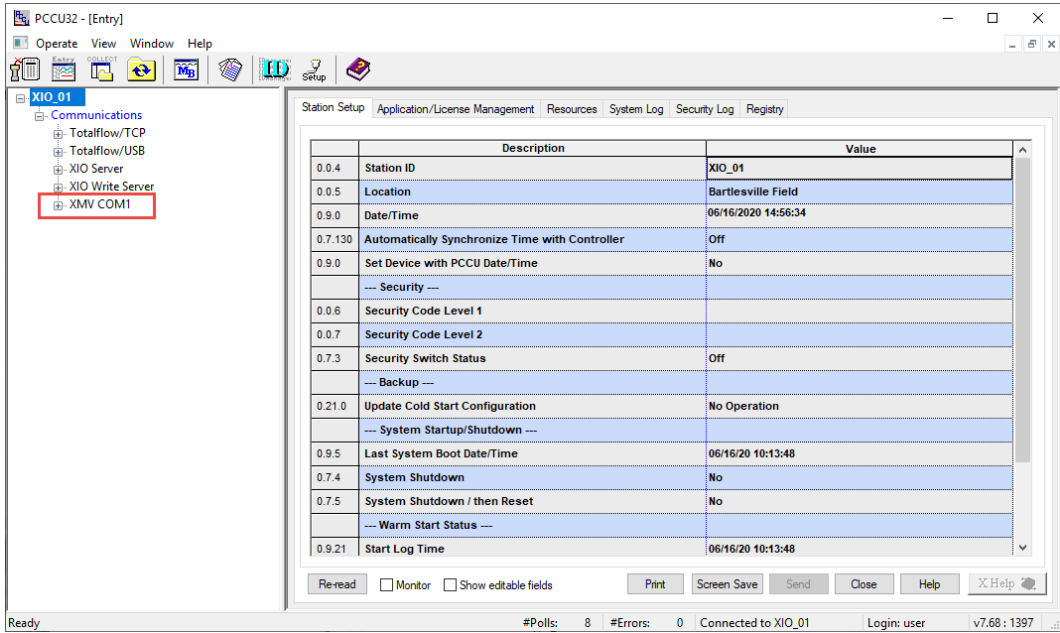 PCCU32 - [Entry]
Operate View Window Help
Entry COLLECT MB Setup
XIO_01
Communications
Totalflow/TCP
Totalflow/USB
XIO Server
XIO Write Server
XMV COM1
Station Setup Application/License Management Resources System Log Security Log Registry
Description Value
0.0.4 Station ID XIO_01
0.0.5 Location Bartlesville Field
0.9.0 Date/Time 06/16/2020 14:56:34
0.7.130 Automatically Synchronize Time with Controller Off
0.9.0 Set Device with PCCU Date/Time No
--- Security ---
0.0.6 Security Code Level 1
0.0.7 Security Code Level 2
0.7.3 Security Switch Status Off
--- Backup ---
0.21.0 Update Cold Start Configuration No Operation
--- System Startup/Shutdown ---
0.9.5 Last System Boot Date/Time 06/16/20 10:13:48
0.7.4 System Shutdown No
0.7.5 System Shutdown / then Reset No
--- Warm Start Status ---
0.9.21 Start Log Time 06/16/20 10:13:48
Re-read Monitor Show editable fields Print Screen Save Send Close Help X Help
Ready #Polls: 8 #Errors: 0 Connected to XIO_01 Login: user v7.68 : 1397